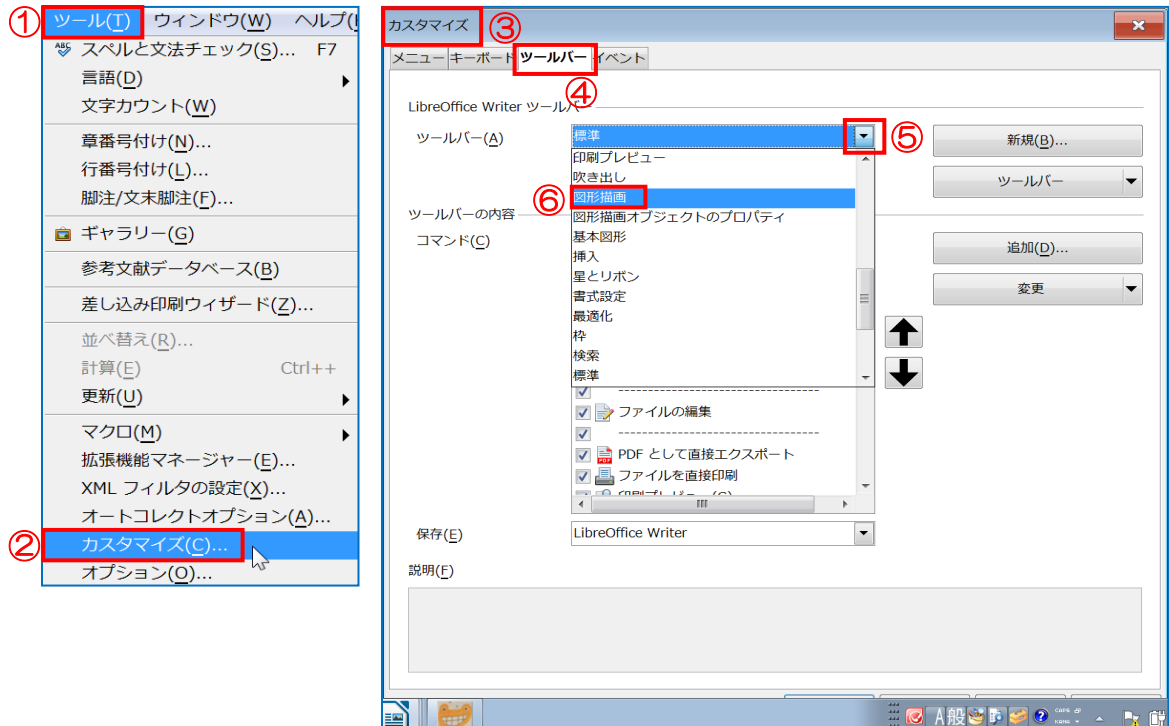 ① ツール(T) ウィンドウ(W) ヘルプ(
スペルと文法チェック(S)... F7
言語(D)
文字カウント(W)
章番号付け(N)...
行番号付け(L)...
脚注/文末脚注(F)...
ギャラリー(G)
参考文献データベース(B)
差し込み印刷ウィザード(Z)...
並べ替え(R)...
計算(E) Ctrl++
更新(U)
マクロ(M)
拡張機能マネージャー(E)...
XML フィルタの設定(X)...
オートコレクトオプション(A)...
② カスタマイズ(C)...
オプション(O)...
カスタマイズ ③
メニュー キーボード ツールバー イベント
④
LibreOffice Writer ツールバー
ツールバー(A) 標準 ⑤ 新規(B)...
印刷プレビュー
吹き出し
ツールバー
⑥ 図形描画
図形描画オブジェクトのプロパティ
ツールバーの内容
コマンド(C)
基本図形
追加(D)...
挿入
星とリボン
書式設定
変更
最適化
枠
検索
標準
--------------------------------
ファイルの編集
--------------------------------
PDF として直接エクスポート
ファイルを直接印刷
保存(E) LibreOffice Writer
説明(F)
A 般 CAPS
KANA